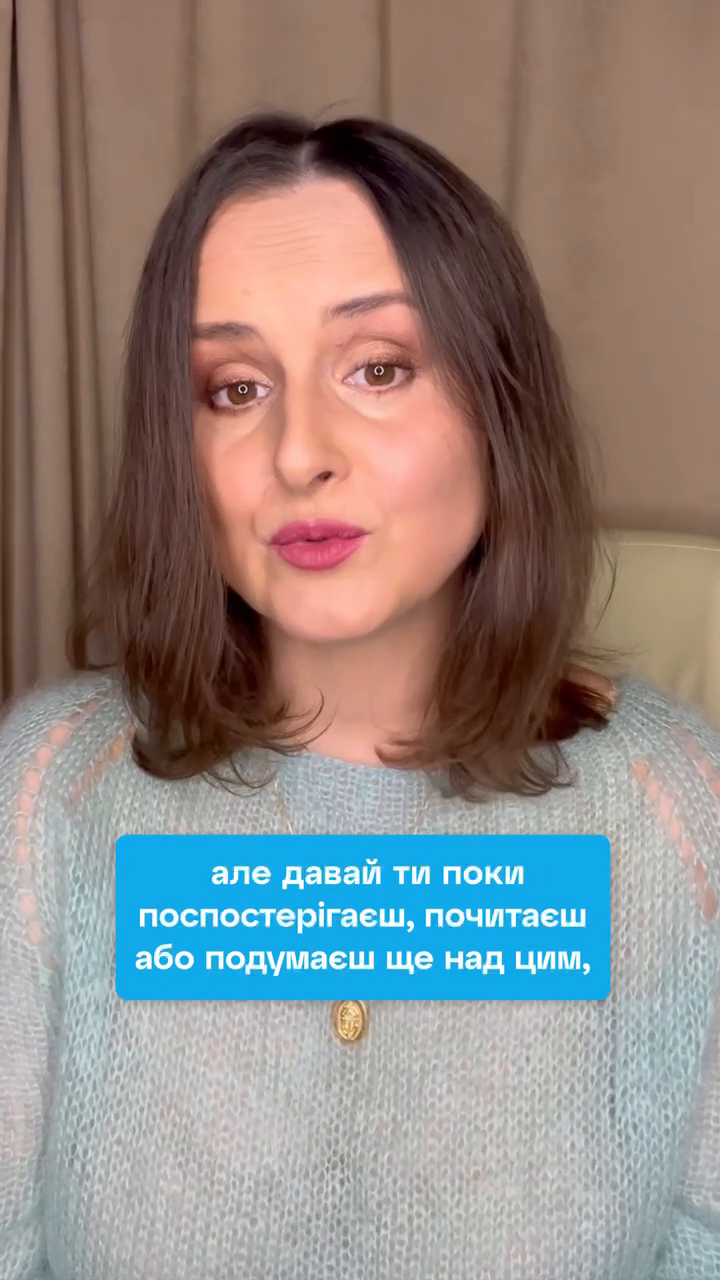 але давай ти поки
поспостерігаєш, почитаєш
або подумаєш ще над цим,